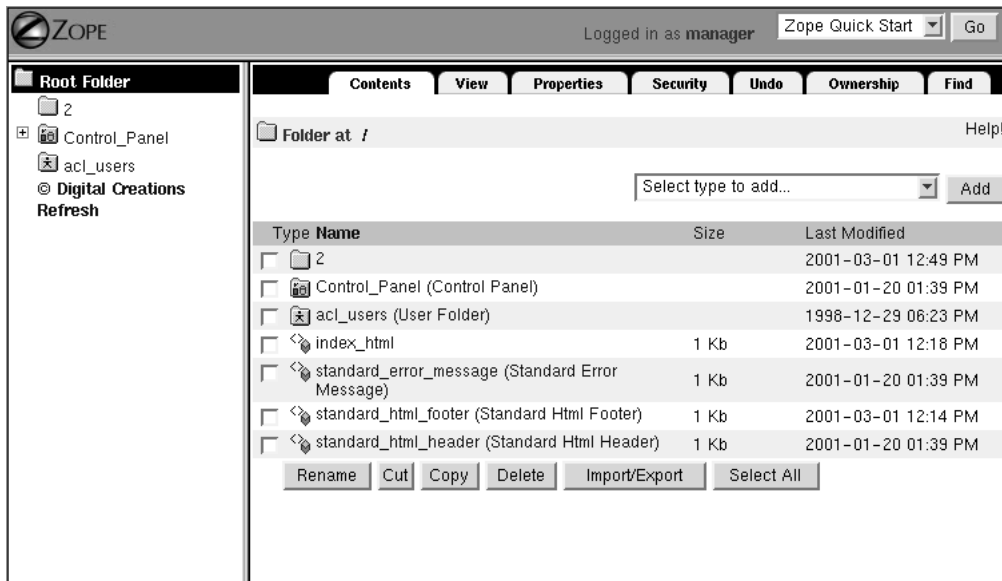 ZOPE
Logged in as manager
Zope Quick Start
Go
Root Folder
2
Control_Panel
acl_users
© Digital Creations
Refresh
Contents View Properties Security Undo Ownership Find
Folder at /
Help!
Select type to add...
Add
Type Name Size Last Modified
2 2001-03-01 12:49 PM
Control_Panel (Control Panel) 2001-01-20 01:39 PM
acl_users (User Folder) 1998-12-29 06:23 PM
index_html 1 Kb 2001-03-01 12:18 PM
standard_error_message (Standard Error
Message) 1 Kb 2001-01-20 01:39 PM
standard_html_footer (Standard Html Footer) 1 Kb 2001-03-01 12:14 PM
standard_html_header (Standard Html Header) 1 Kb 2001-01-20 01:39 PM
Rename Cut Copy Delete Import/Export Select All